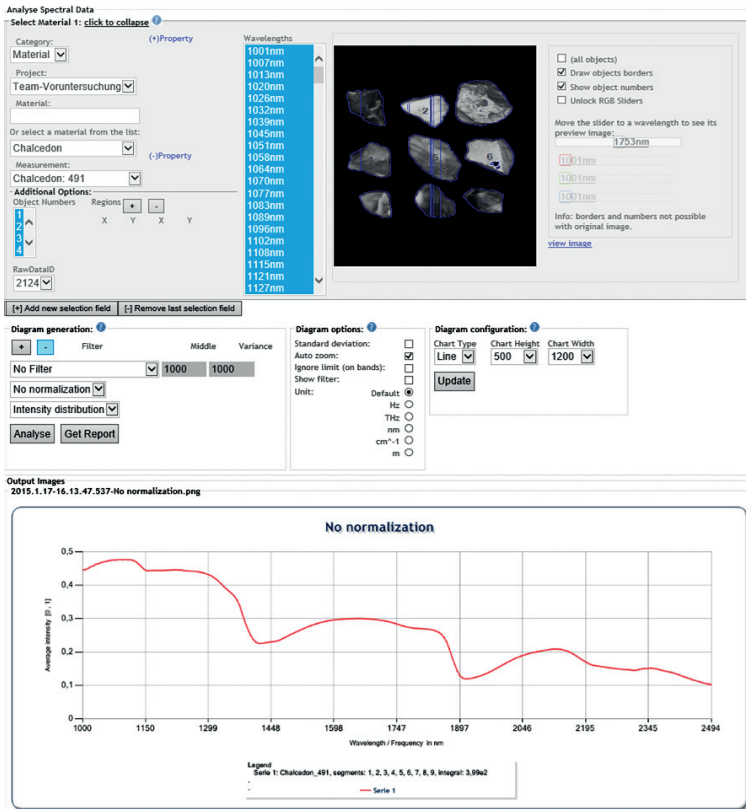 Analyse Spectral Data
Select Material 1: click to collapse ?
Category:
Material
(+)Property
Project:
Team-Voruntersuchung
Material:
Or select a material from the list:
Chalcedon
Measurement:
(-)Property
Chalcedon: 491
Additional Options:
Object Numbers Regions + -
1
2
3
4
X Y X Y
RawDataID
2124
Wavelengths
1001nm
1007nm
1013nm
1020nm
1026nm
1032nm
1039nm
1045nm
1051nm
1058nm
1064nm
1070nm
1077nm
1083nm
1089nm
1096nm
1102nm
1108nm
1115nm
1121nm
1127nm
2
5
6
(all objects)
Draw objects borders
Show object numbers
Unlock RGB Sliders
Move the slider to a wavelength to see its
preview image:
1753nm
1001nm
1001nm
1001nm
Info: borders and numbers not possible
with original image.
view image
[+] Add new selection field [-] Remove last selection field
Diagram generation: ?
+ - Filter Middle Variance
No Filter 1000 1000
No normalization
Intensity distribution
Analyse Get Report
Diagram options: ?
Standard deviation:
Auto zoom:
Ignore limit (on bands):
Show filter:
Unit: Default
Hz
THz
nm
cm^-1
m
Diagram configuration: ?
Chart Type Chart Height Chart Width
Line 500 1200
Update
Output Images
2015.1.17-16.13.47.537-No normalization.png
No normalization
Average intensity [0 , 1]
0,5
0,4
0,3
0,2
0,1
0
1000 1150 1299 1448 1598 1747 1897 2046 2195 2345 2494
Wavelength / Frequency in nm
Legend
Serie 1: Chalcedon_491, segments: 1, 2, 3, 4, 5, 6, 7, 8, 9, Integral: 3,99e2
Serie 1